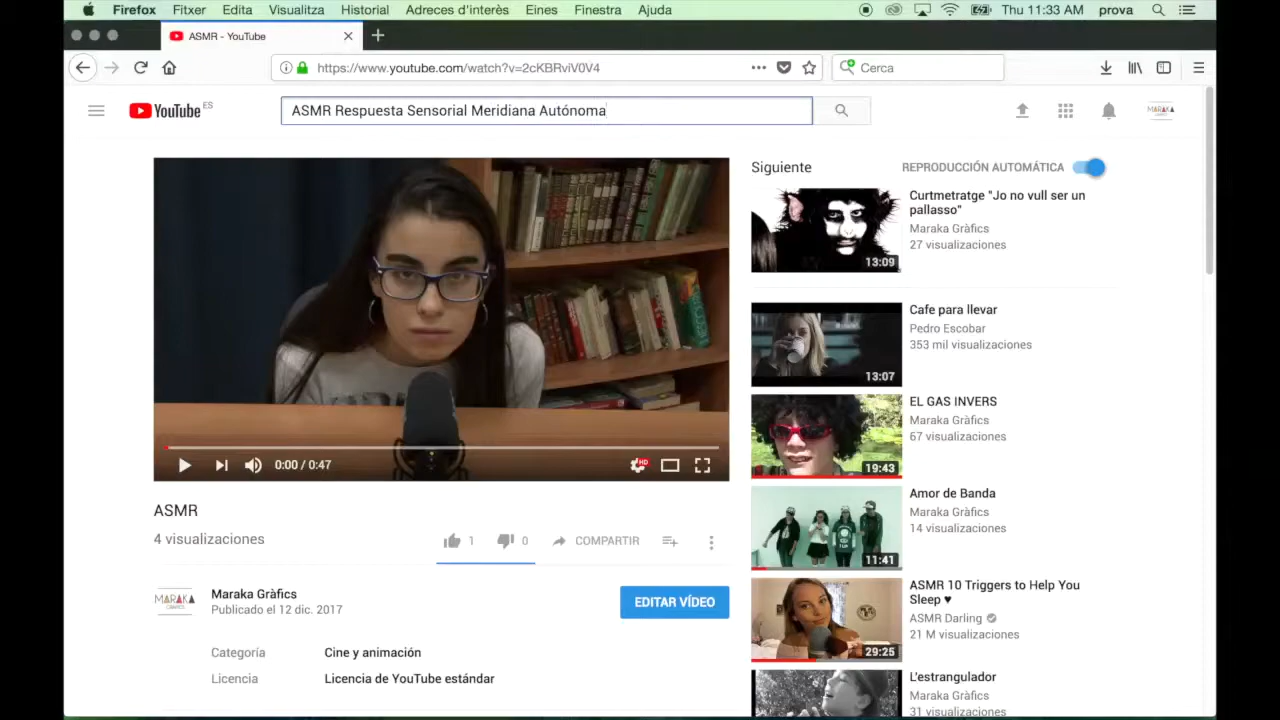 Firefox Fitxer Edita Visualitza Historial Adreces d'interès Eines Finestra Ajuda Thu 11:33 AM prova
ASMR - YouTube
https://www.youtube.com/watch?v=2cKBRviV0V4
Cerca
YouTube ES
ASMR Respuesta Sensorial Meridiana Autónoma
MARAKA
Siguiente
REPRODUCCIÓN AUTOMÁTICA
Curtmetratge "Jo no vull ser un
pallasso"
Maraka Gràfics
27 visualizaciones
13:09
Cafe para llevar
Pedro Escobar
353 mil visualizaciones
13:07
EL GAS INVERS
Maraka Gràfics
67 visualizaciones
19:43
Amor de Banda
Maraka Gràfics
14 visualizaciones
11:41
ASMR 10 Triggers to Help You
Sleep ♥
ASMR Darling
21 M visualizaciones
29:25
L'estrangulador
Maraka Gràfics
31 visualizaciones
0:00 / 0:47
HD
ASMR
4 visualizaciones
1
0
COMPARTIR
MARAKA
Maraka Gràfics
Publicado el 12 dic. 2017
EDITAR VÍDEO
Categoría
Cine y animación
Licencia
Licencia de YouTube estándar